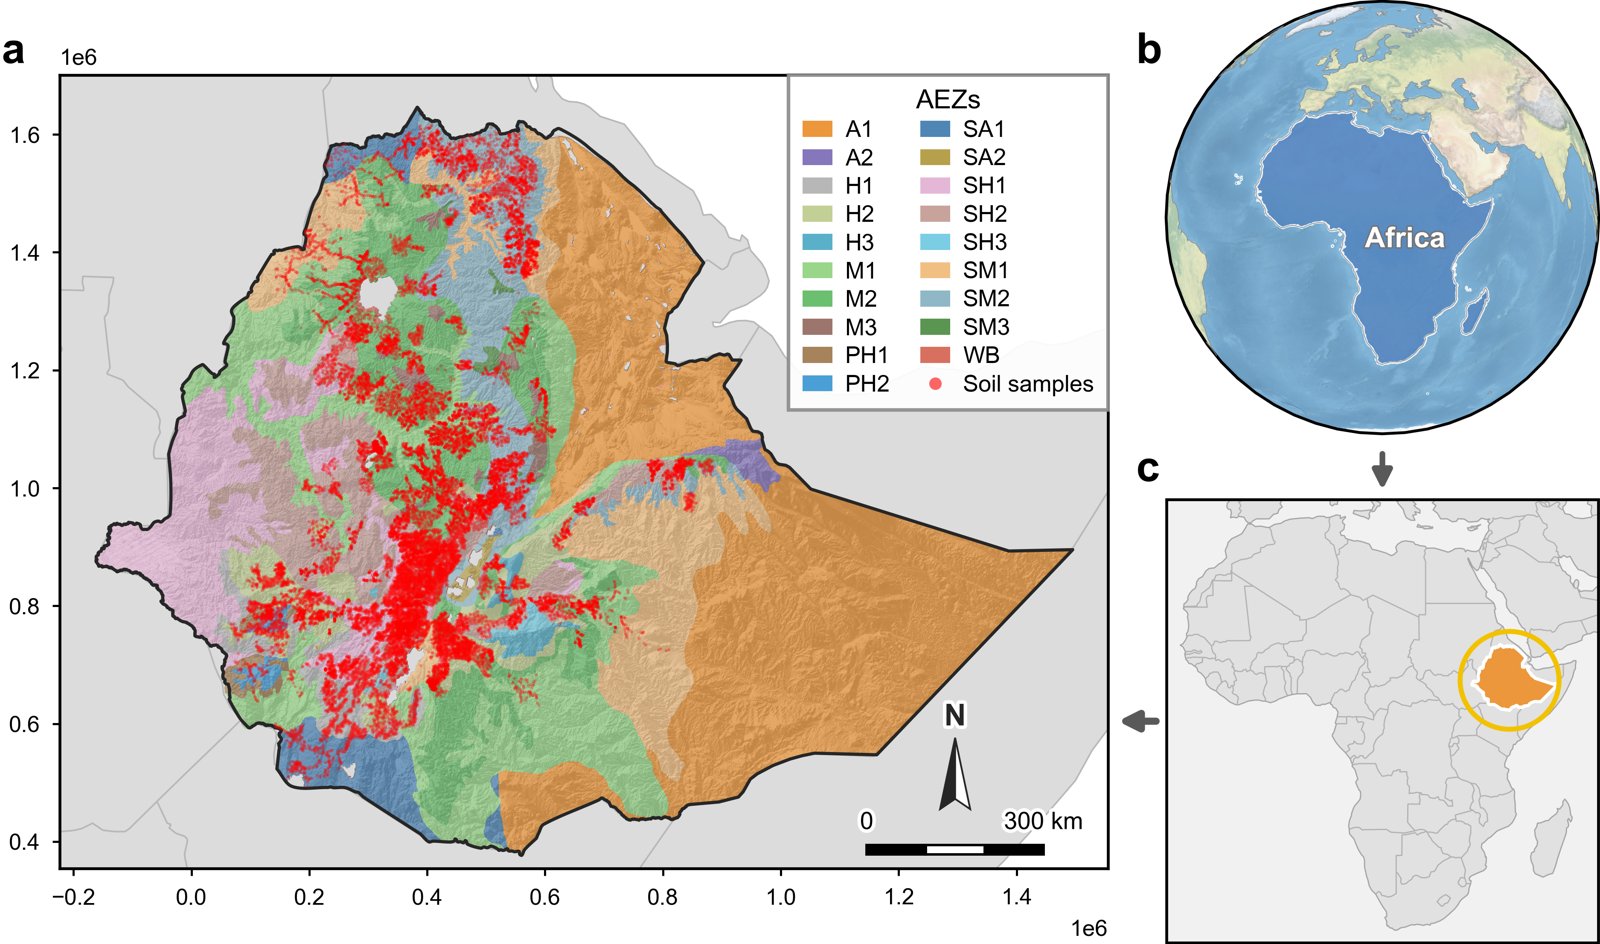 a
1e6
1.6
1.4
1.2
1.0
0.8
0.6
0.4
−0.2 0.0 0.2 0.4 0.6 0.8 1.0 1.2 1.4
1e6
AEZs
A1 SA1
A2 SA2
H1 SH1
H2 SH2
H3 SH3
M1 SM1
M2 SM2
M3 SM3
PH1 WB
PH2 Soil samples
N
0 300 km
b
Africa
c